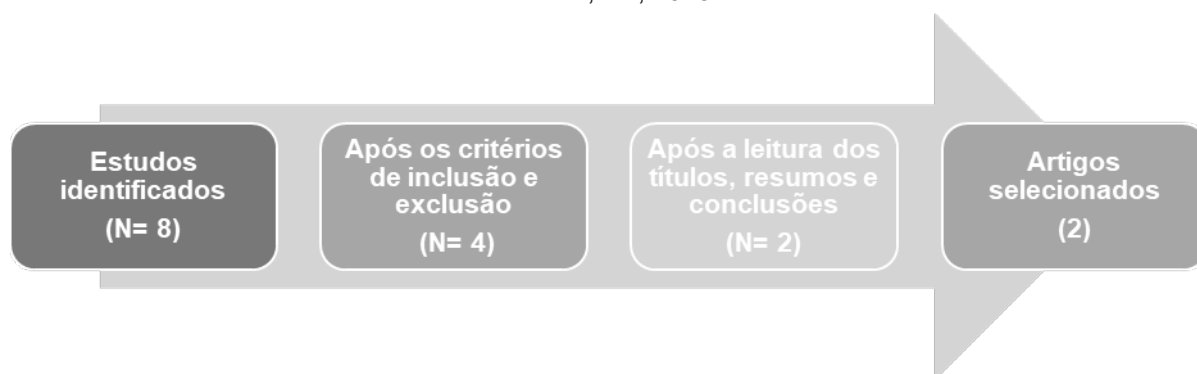 Estudos
identificados
(N= 8)
Após os critérios
de inclusão e
exclusão
(N= 4)
Após a leitura dos
títulos, resumos e
conclusões
(N= 2)
Artigos
selecionados
(2)